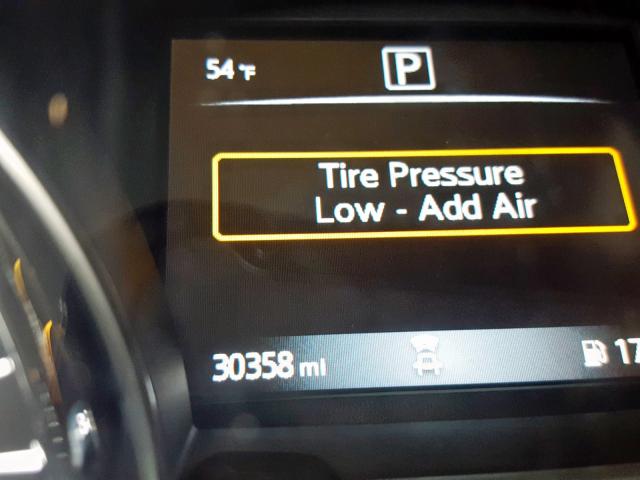 54 °F P
Tire Pressure
Low - Add Air
30358 mi 17